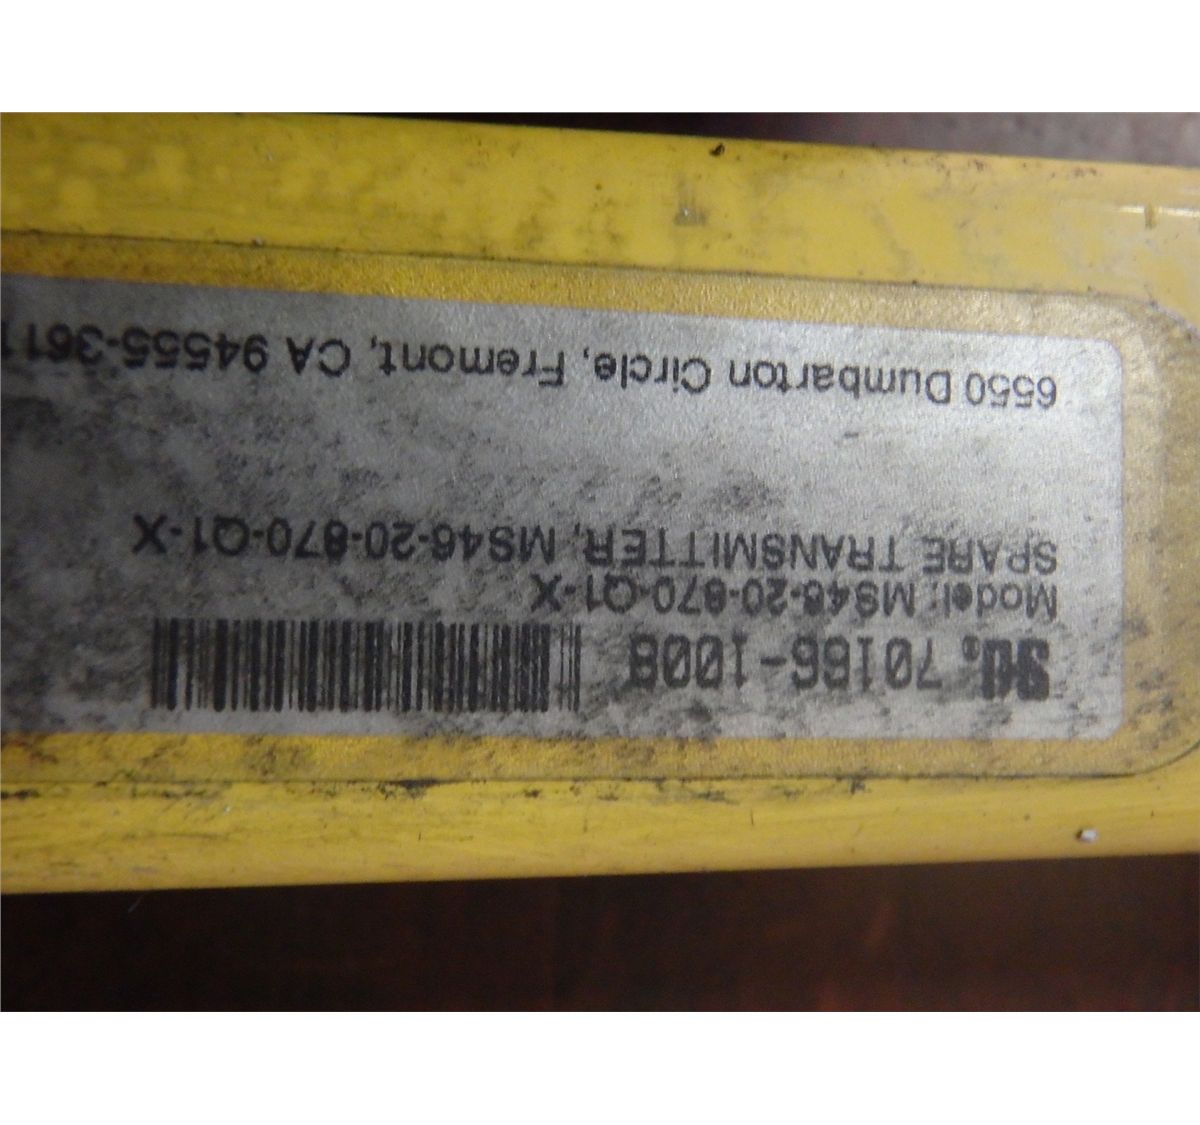 70166-1008
Model: MS46-20-870-Q1-X
SPARE TRANSMITTER, MS46-20-870-Q1-X
6550 Dumbarton Circle, Fremont, CA 94555-361